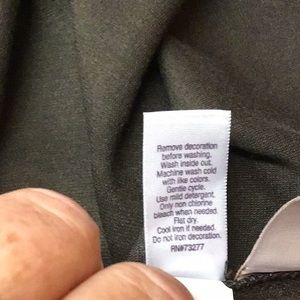 Remove decoration
before washing.
Wash inside out.
Machine wash cold
with like colors.
Gentle cycle.
Use mild detergent.
Only non chlorine
bleach when needed.
Flat dry.
Cool iron if needed.
Do not iron decoration.
RN#73277